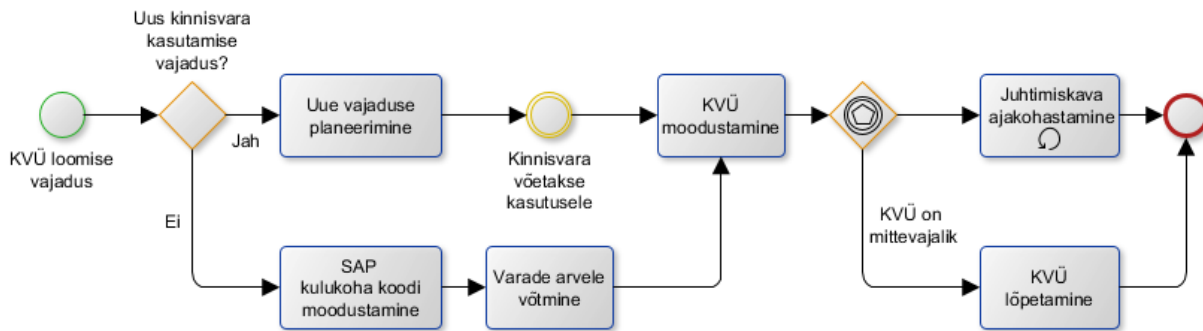 Uus kinnisvara
kasutamise
vajadus?
KVÜ loomise
vajadus
Jah
Ei
Uue vajaduse
planeerimine
Kinnisvara
võetakse
kasutusele
SAP
kulukoha koodi
moodustamine
Varade arvele
võtmine
KVÜ
moodustamine
Juhtimiskava
ajakohastamine
KVÜ on
mittevajalik
KVÜ
lõpetamine